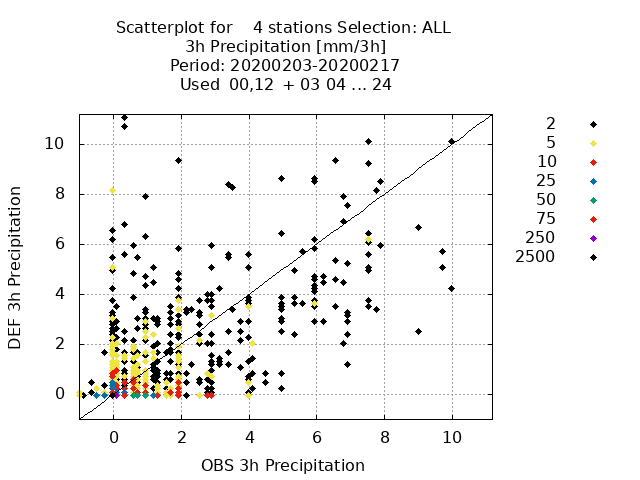 Scatterplot for    4 stations Selection: ALL
3h Precipitation [mm/3h]
Period: 20200203-20200217
Used  00,12  + 03 04 ... 24
2
5
10
25
50
75
250
2500
10
8
6
4
2
0
DEF 3h Precipitation
0 2 4 6 8 10
OBS 3h Precipitation